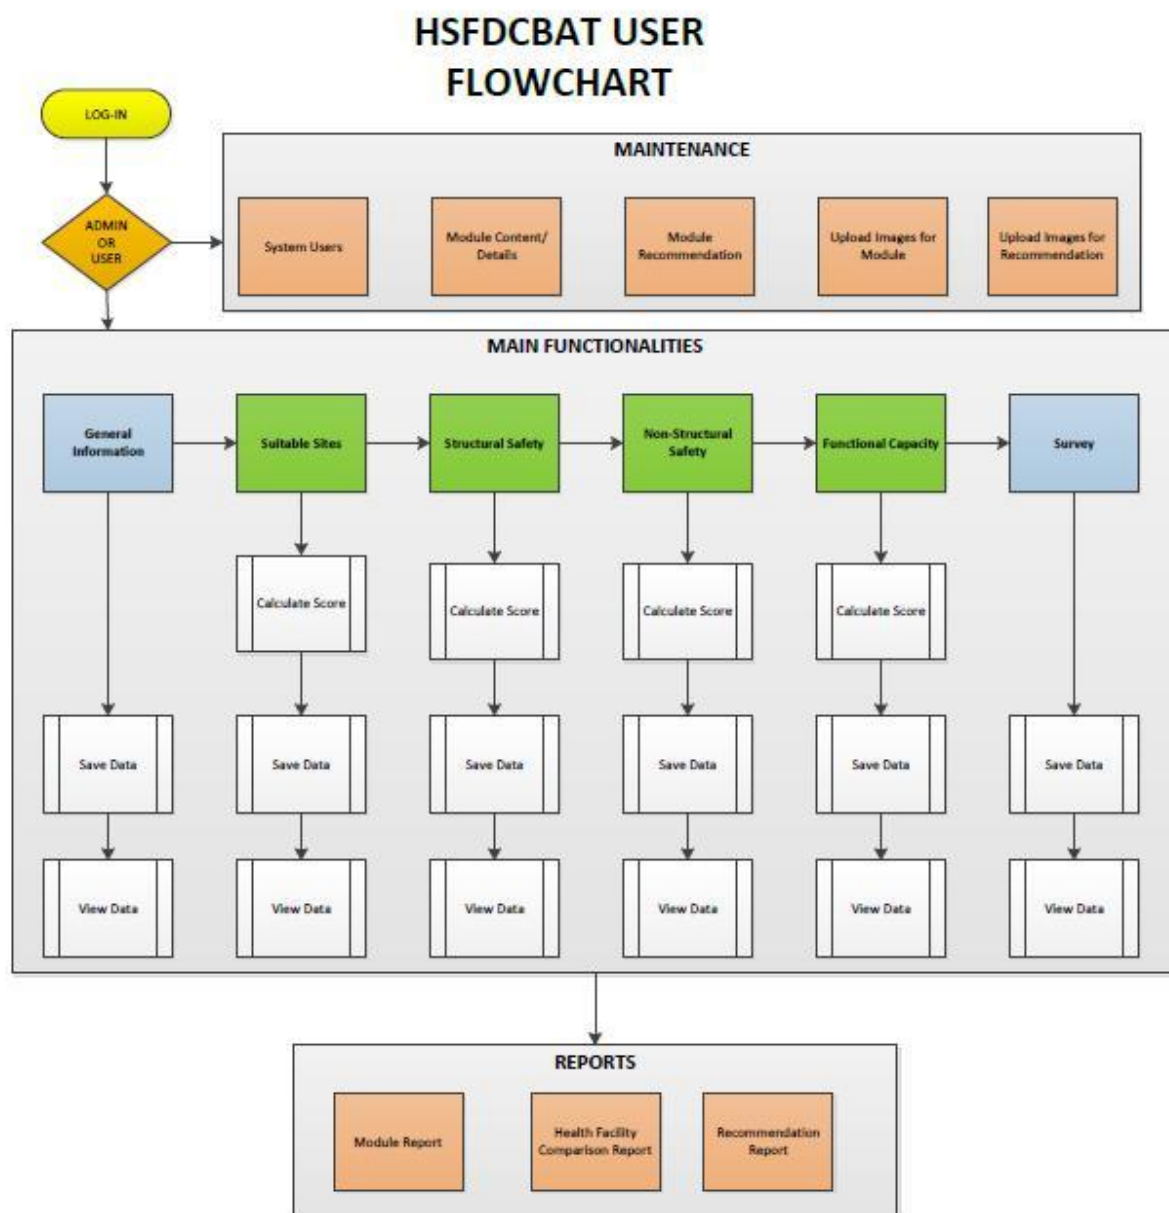 HSFDCBAT USER
FLOWCHART
LOG-IN
ADMIN
OR
USER
MAINTENANCE
System Users
Module Content/
Details
Module
Recommendation
Upload Images for
Module
Upload Images for
Recommendation
MAIN FUNCTIONALITIES
General
Information
Suitable Sites
Structural Safety
Non-Structural
Safety
Functional Capacity
Survey
Calculate Score
Calculate Score
Calculate Score
Calculate Score
Save Data
Save Data
Save Data
Save Data
Save Data
Save Data
View Data
View Data
View Data
View Data
View Data
View Data
REPORTS
Module Report
Health Facility
Comparison Report
Recommendation
Report